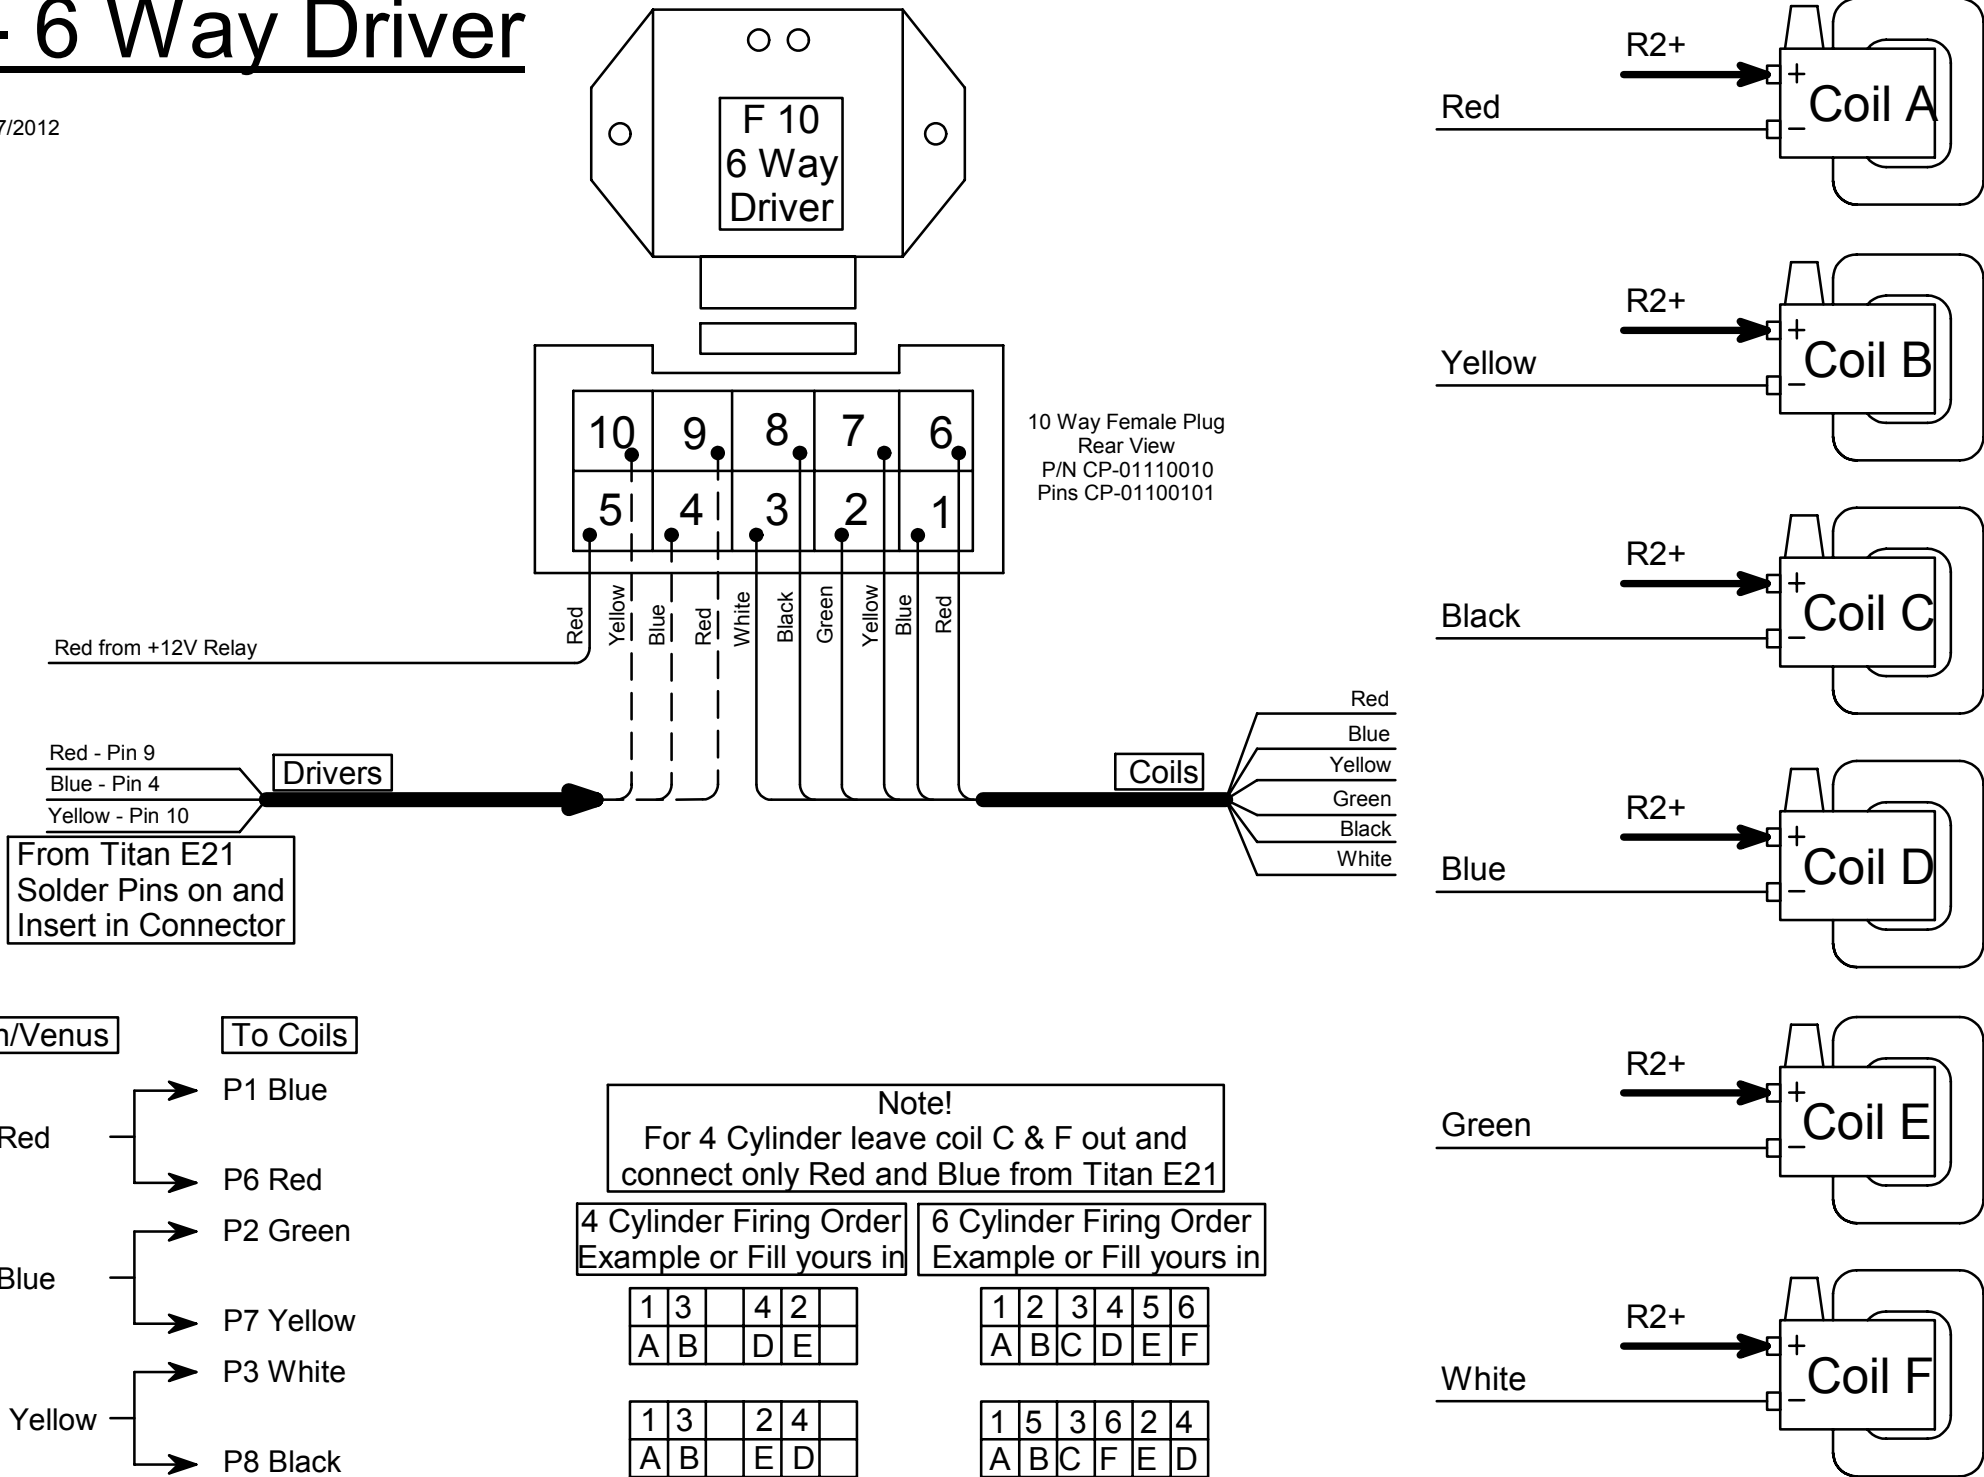 - 6 Way Driver
7/2012
F 10
6 Way
Driver
10 9 8 7 6
5 4 3 2 1
10 Way Female Plug
Rear View
P/N CP-01110010
Pins CP-01100101
Red
Yellow
Blue
Red
White
Black
Green
Yellow
Blue
Red
Red from +12V Relay
Red - Pin 9
Blue - Pin 4
Yellow - Pin 10
Drivers
From Titan E21
Solder Pins on and
Insert in Connector
Coils
Red
Blue
Yellow
Green
Black
White
R2+
Red
+
–
Coil A
R2+
Yellow
+
–
Coil B
R2+
Black
+
–
Coil C
R2+
Blue
+
–
Coil D
R2+
Green
+
–
Coil E
R2+
White
+
–
Coil F
n/Venus
To Coils
Red
P1 Blue
P6 Red
Blue
P2 Green
P7 Yellow
Yellow
P3 White
P8 Black
Note!
For 4 Cylinder leave coil C & F out and
connect only Red and Blue from Titan E21
4 Cylinder Firing Order
Example or Fill yours in
1 3 4 2
A B D E
1 3 2 4
A B E D
6 Cylinder Firing Order
Example or Fill yours in
1 2 3 4 5 6
A B C D E F
1 5 3 6 2 4
A B C F E D